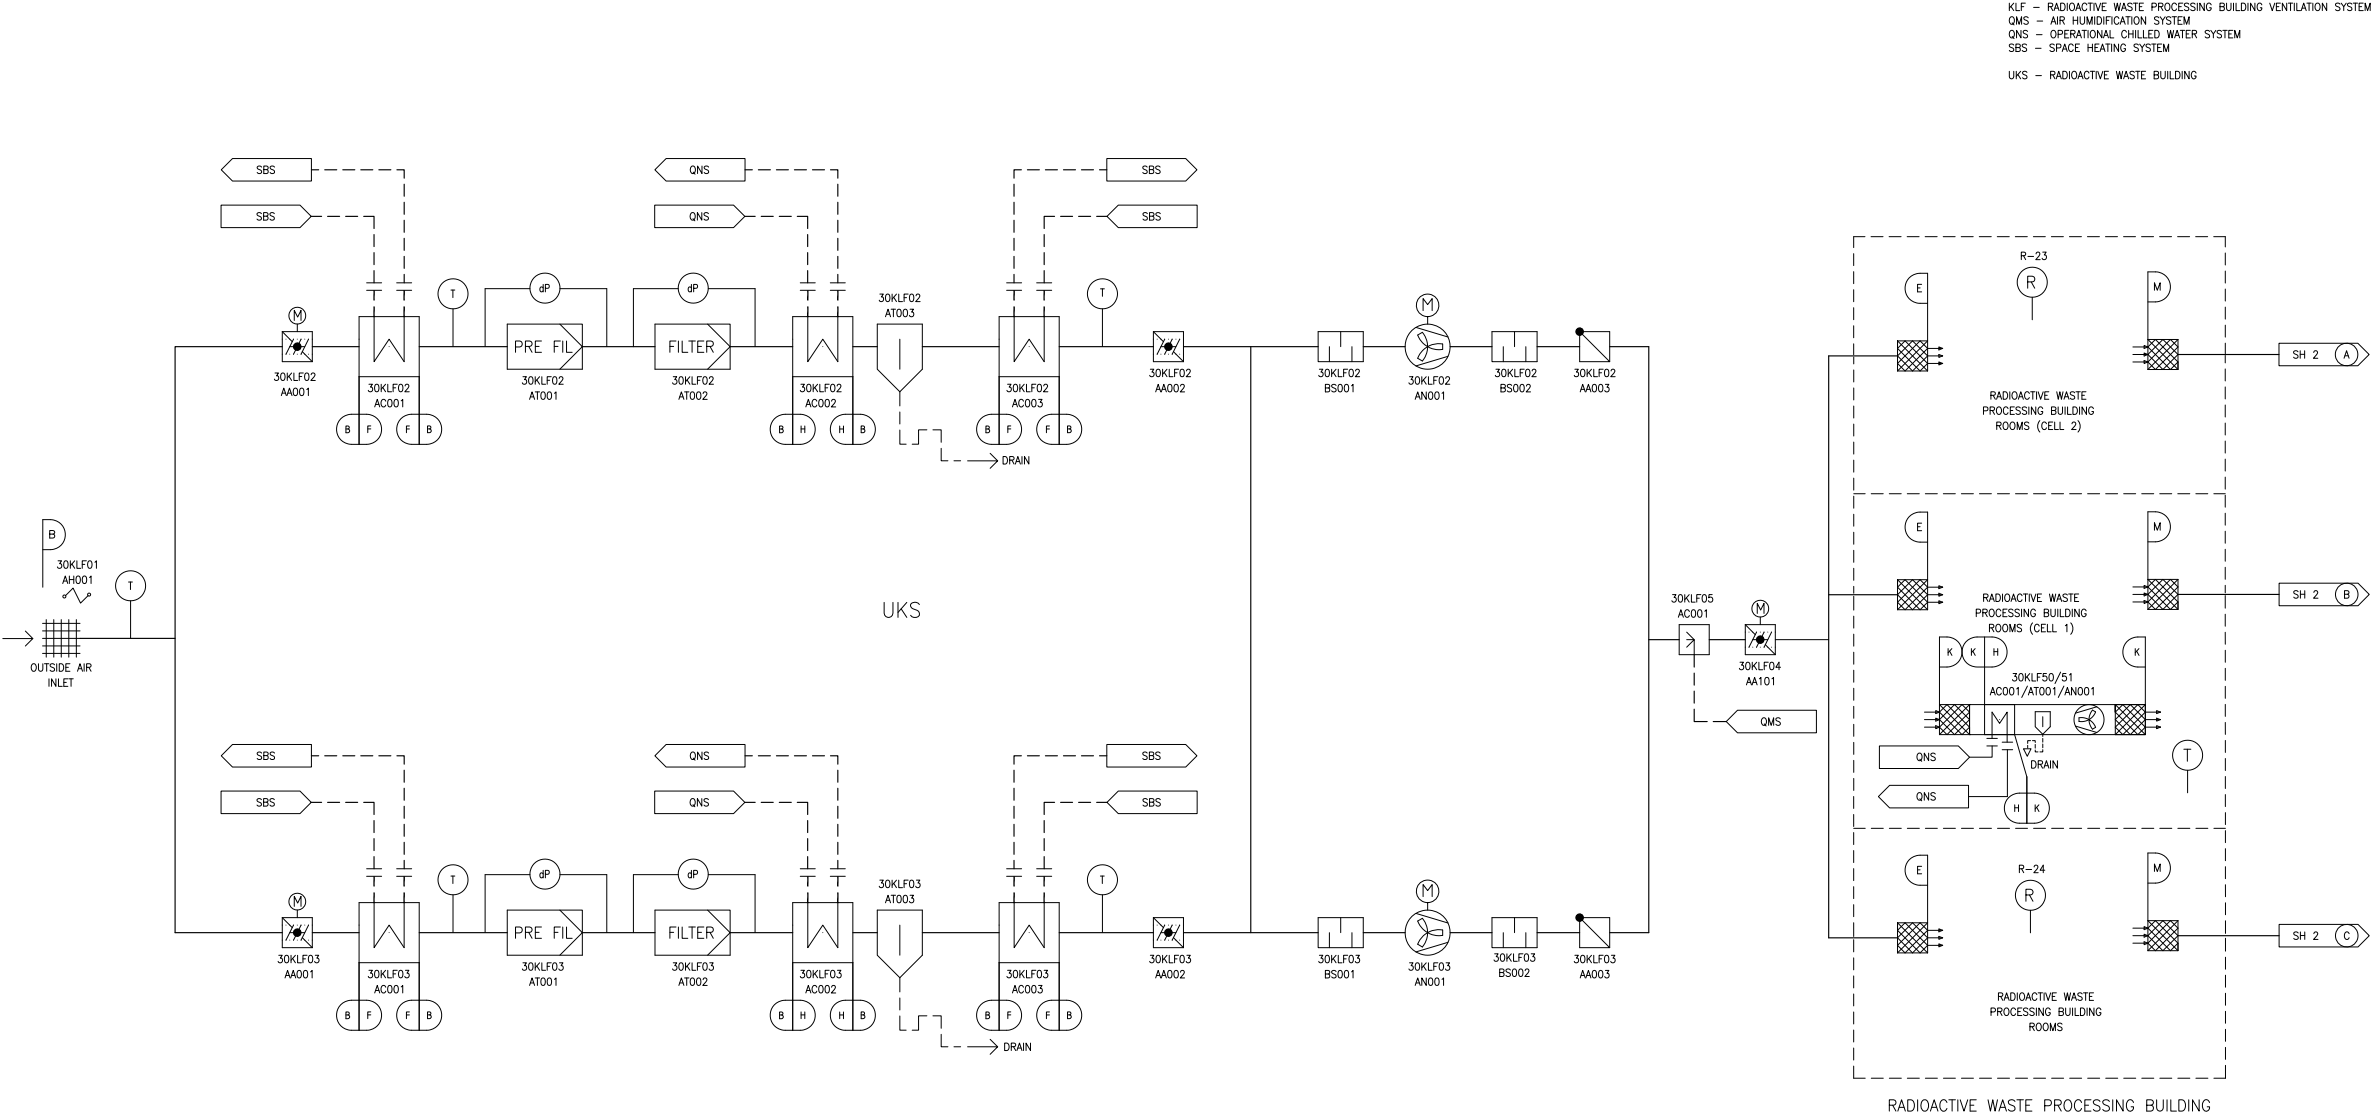 KLF – RADIOACTIVE WASTE PROCESSING BUILDING VENTILATION SYSTEM
QMS – AIR HUMIDIFICATION SYSTEM
QNS – OPERATIONAL CHILLED WATER SYSTEM
SBS – SPACE HEATING SYSTEM
UKS – RADIOACTIVE WASTE BUILDING
SBS QNS SBS
SBS QNS SBS
T dP dP T
M
30KLF02
AT003
PRE FIL FILTER
30KLF02
AA001
30KLF02
AC001
30KLF02
AT001
30KLF02
AT002
30KLF02
AC002
30KLF02
AC003
30KLF02
AA002
B F F B
B H H B
B F F B
DRAIN
M
30KLF02
BS001
30KLF02
AN001
30KLF02
BS002
30KLF02
AA003
B
30KLF01
AH001
T
OUTSIDE AIR
INLET
UKS
SBS QNS SBS
SBS QNS SBS
T dP dP T
M
30KLF03
AT003
PRE FIL FILTER
30KLF03
AA001
30KLF03
AC001
30KLF03
AT001
30KLF03
AT002
30KLF03
AC002
30KLF03
AC003
30KLF03
AA002
B F F B
B H H B
B F F B
DRAIN
M
30KLF03
BS001
30KLF03
AN001
30KLF03
BS002
30KLF03
AA003
30KLF05
AC001
M
30KLF04
AA101
QMS
R-23
E R M
SH 2 A
RADIOACTIVE WASTE
PROCESSING BUILDING
ROOMS (CELL 2)
E M
SH 2 B
RADIOACTIVE WASTE
PROCESSING BUILDING
ROOMS (CELL 1)
K K H K
30KLF50/51
AC001/AT001/AN001
QNS
DRAIN
T
QNS
H K
R-24
E R M
SH 2 C
RADIOACTIVE WASTE
PROCESSING BUILDING
ROOMS
RADIOACTIVE WASTE PROCESSING BUILDING